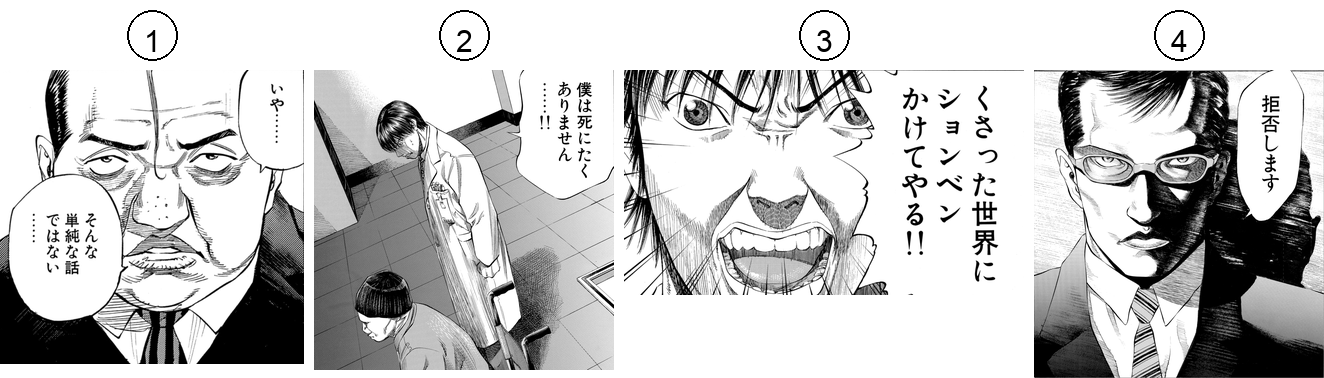 1
2
3
4
いや……
そんな
単純な話
ではない
……
僕は死にたく
ありません
……!!
くさった世界に
ションベン
かけてやる!!
拒否します